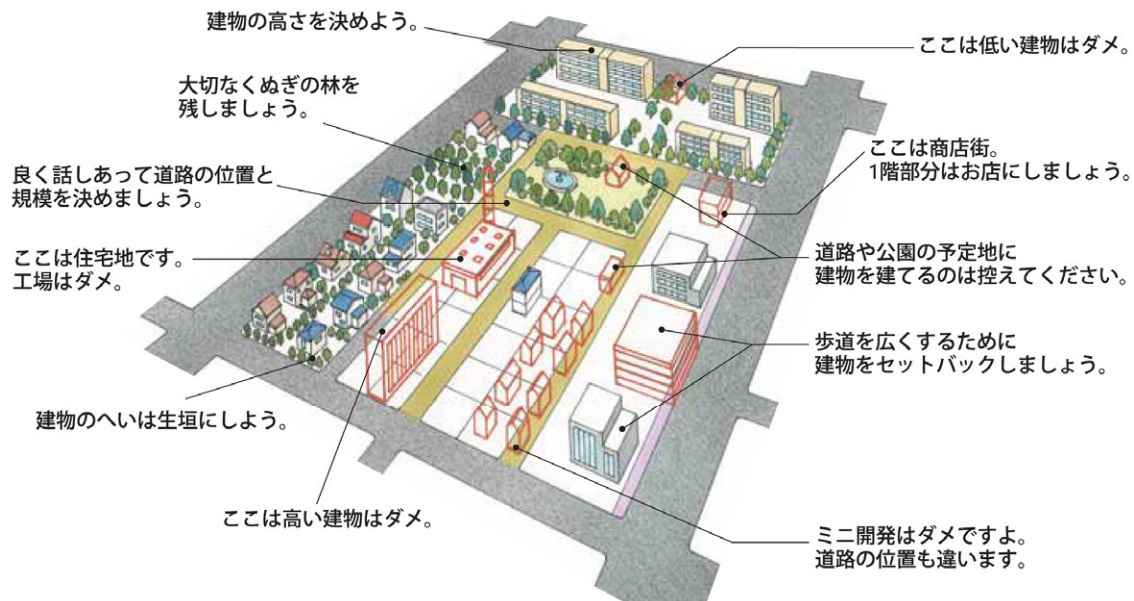 建物の高さを決めよう。
ここは低い建物はダメ。
大切なくぬぎの林を
残しましょう。
ここは商店街。
1階部分はお店にしましょう。
良く話しあって道路の位置と
規模を決めましょう。
道路や公園の予定地に
建物を建てるのは控えてください。
ここは住宅地です。
工場はダメ。
歩道を広くするために
建物をセットバックしましょう。
建物のへいは生垣にしよう。
ここは高い建物はダメ。
ミニ開発はダメですよ。
道路の位置も違います。